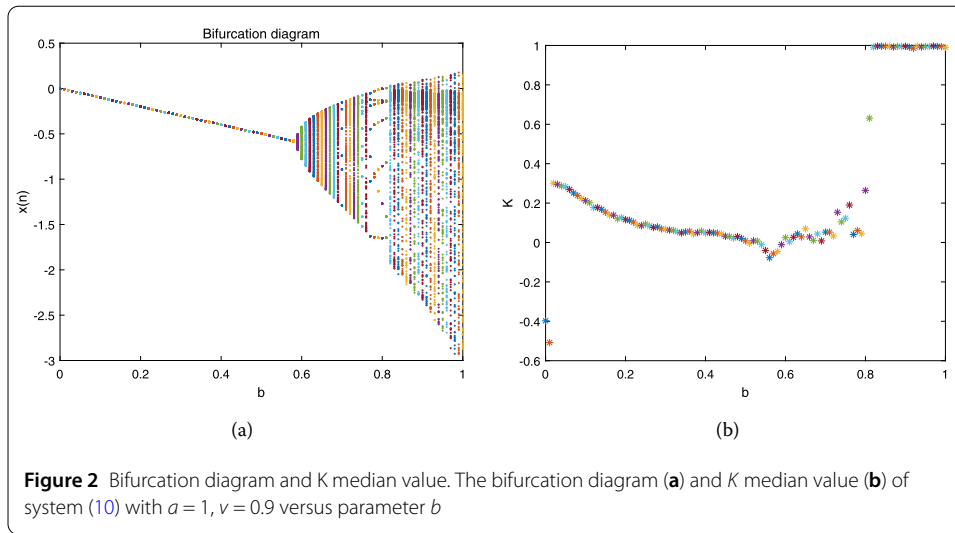 Bifurcation diagram
0.5
0
-0.5
-1
-1.5
-2
-2.5
-3
x(n)
0 0.2 0.4 0.6 0.8 1
b
(a)
1
0.8
0.6
0.4
0.2
0
-0.2
-0.4
-0.6
K
0 0.2 0.4 0.6 0.8 1
b
(b)
Figure 2 Bifurcation diagram and K median value. The bifurcation diagram (a) and K median value (b) of
system (10) with a = 1, ν = 0.9 versus parameter b